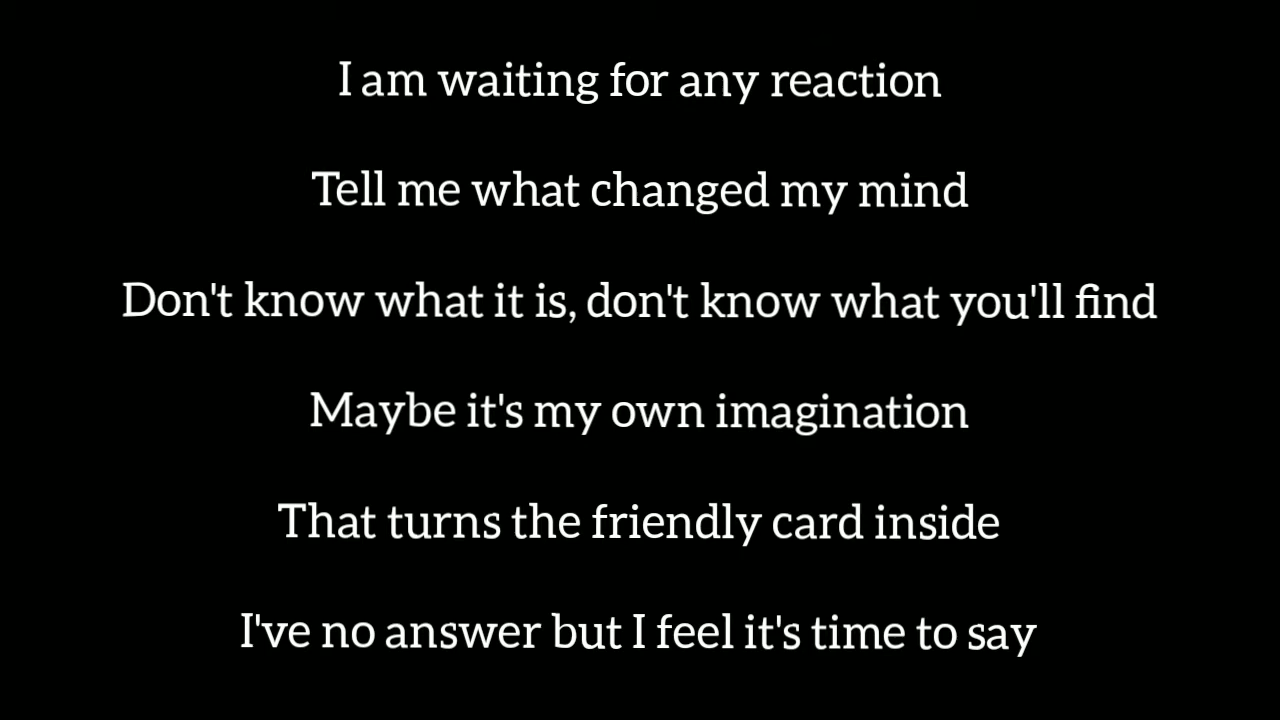 I am waiting for any reaction
Tell me what changed my mind
Don't know what it is, don't know what you'll find
Maybe it's my own imagination
That turns the friendly card inside
I've no answer but I feel it's time to say